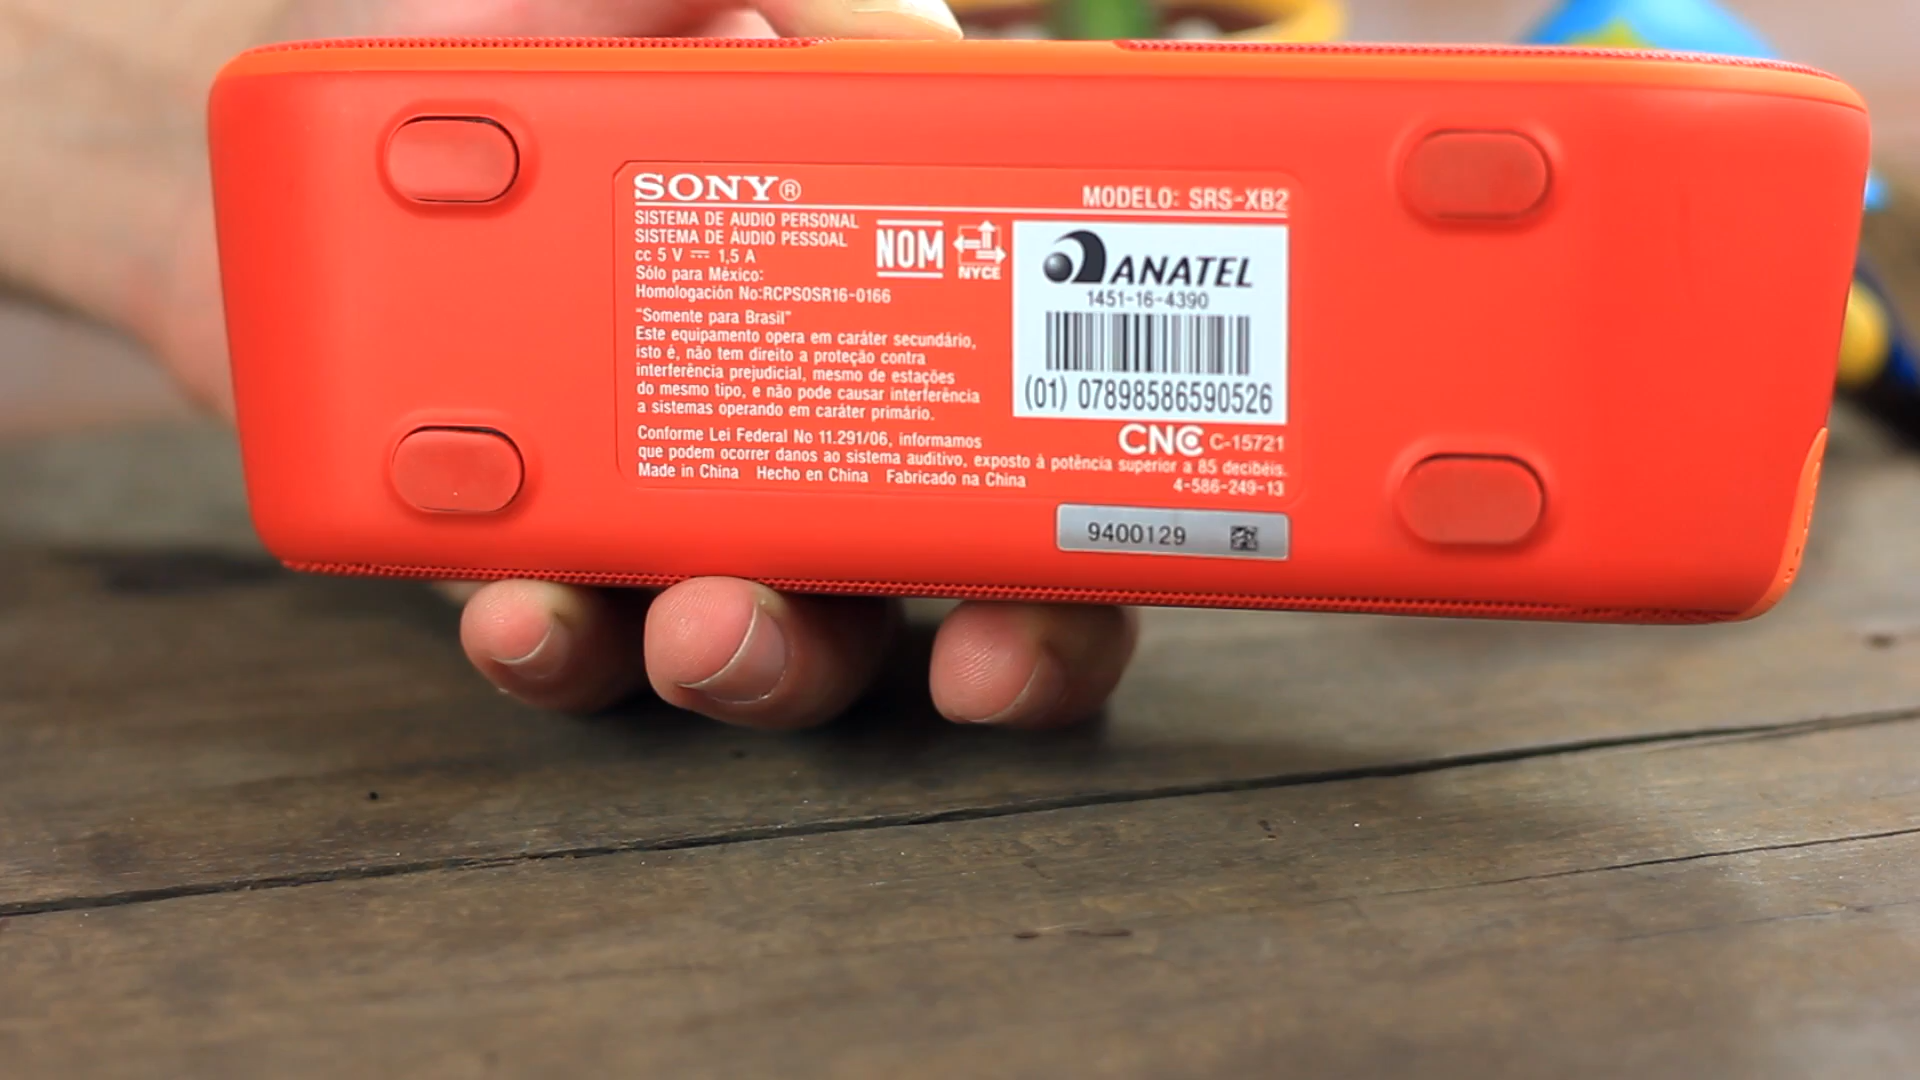 SONY®
MODELO: SRS-XB2
SISTEMA DE AUDIO PERSONAL
SISTEMA DE ÁUDIO PESSOAL
cc 5 V ⎓ 1,5 A
Sólo para México:
Homologación No:RCPSOSR16-0166
NOM
NYCE
"Somente para Brasil"
Este equipamento opera em caráter secundário,
isto é, não tem direito a proteção contra
interferência prejudicial, mesmo de estações
do mesmo tipo, e não pode causar interferência
a sistemas operando em caráter primário.
ANATEL
1451-16-4390
(01) 07898586590526
CNC C-15721
Conforme Lei Federal No 11.291/06, informamos
que podem ocorrer danos ao sistema auditivo, exposto à potência superior a 85 decibéis.
Made in China Hecho en China Fabricado na China
4-586-249-13
9400129